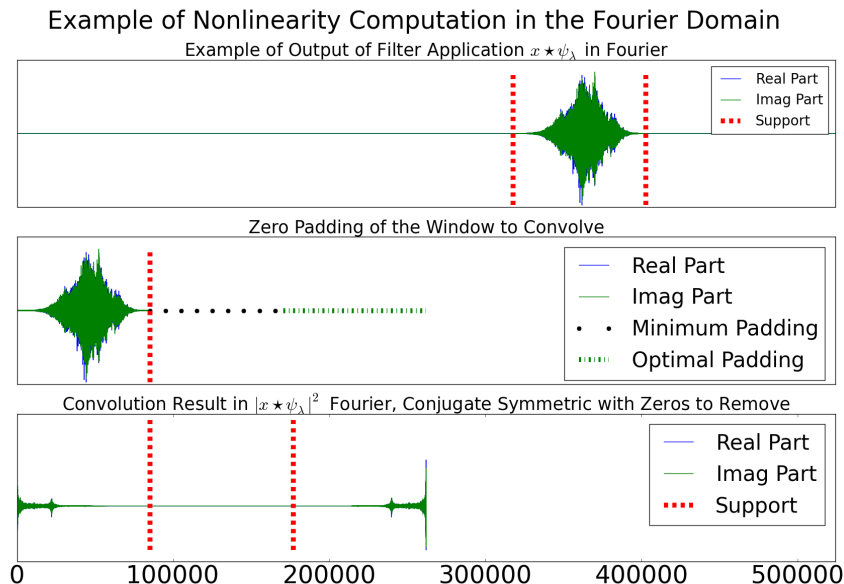 Example of Nonlinearity Computation in the Fourier Domain
Example of Output of Filter Application x ⋆ ψλ in Fourier
Real Part
Imag Part
Support
Zero Padding of the Window to Convolve
Real Part
Imag Part
Minimum Padding
Optimal Padding
Convolution Result in |x ⋆ ψλ|² Fourier, Conjugate Symmetric with Zeros to Remove
Real Part
Imag Part
Support
0 100000 200000 300000 400000 500000